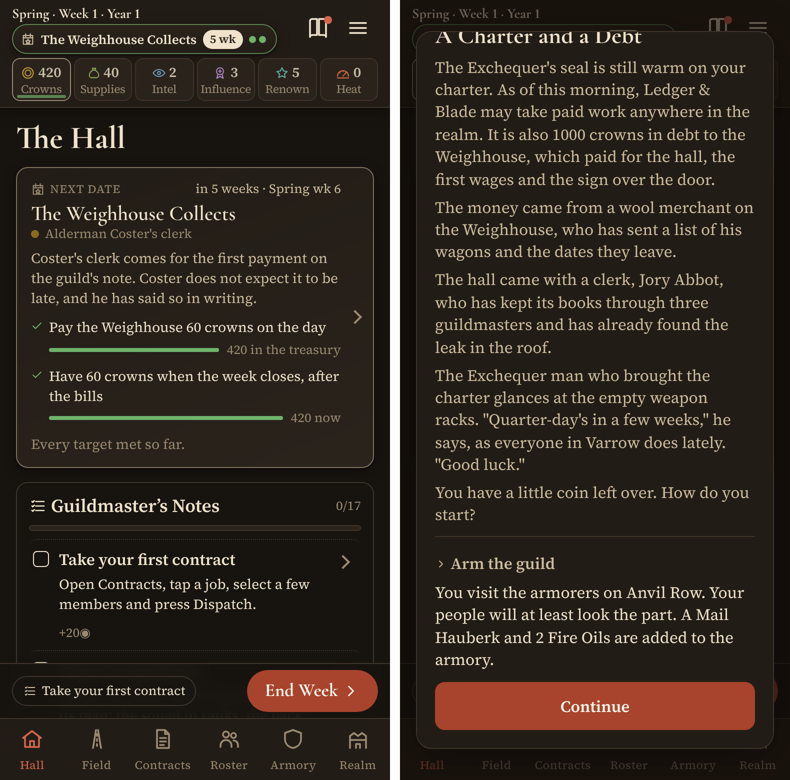 Spring · Week 1 · Year 1
The Weighhouse Collects 5 wk
420 Crowns
40 Supplies
2 Intel
3 Influence
5 Renown
0 Heat
The Hall
NEXT DATE in 5 weeks · Spring wk 6
The Weighhouse Collects
Alderman Coster's clerk
Coster's clerk comes for the first payment on
the guild's note. Coster does not expect it to be
late, and he has said so in writing.
Pay the Weighhouse 60 crowns on the day
420 in the treasury
Have 60 crowns when the week closes, after
the bills
420 now
Every target met so far.
Guildmaster's Notes 0/17
Take your first contract
Open Contracts, tap a job, select a few
members and press Dispatch.
+20
Take your first contract
End Week
Hall Field Contracts Roster Armory Realm
Spring · Week 1 · Year 1
A Charter and a Debt
The Exchequer's seal is still warm on your
charter. As of this morning, Ledger &
Blade may take paid work anywhere in the
realm. It is also 1000 crowns in debt to the
Weighhouse, which paid for the hall, the
first wages and the sign over the door.
The money came from a wool merchant on
the Weighhouse, who has sent a list of his
wagons and the dates they leave.
The hall came with a clerk, Jory Abbot,
who has kept its books through three
guildmasters and has already found the
leak in the roof.
The Exchequer man who brought the
charter glances at the empty weapon
racks. "Quarter-day's in a few weeks," he
says, as everyone in Varrow does lately.
"Good luck."
You have a little coin left over. How do you
start?
Arm the guild
You visit the armorers on Anvil Row. Your
people will at least look the part. A Mail
Hauberk and 2 Fire Oils are added to the
armory.
Continue
Hall Field Contracts Roster Armory Realm